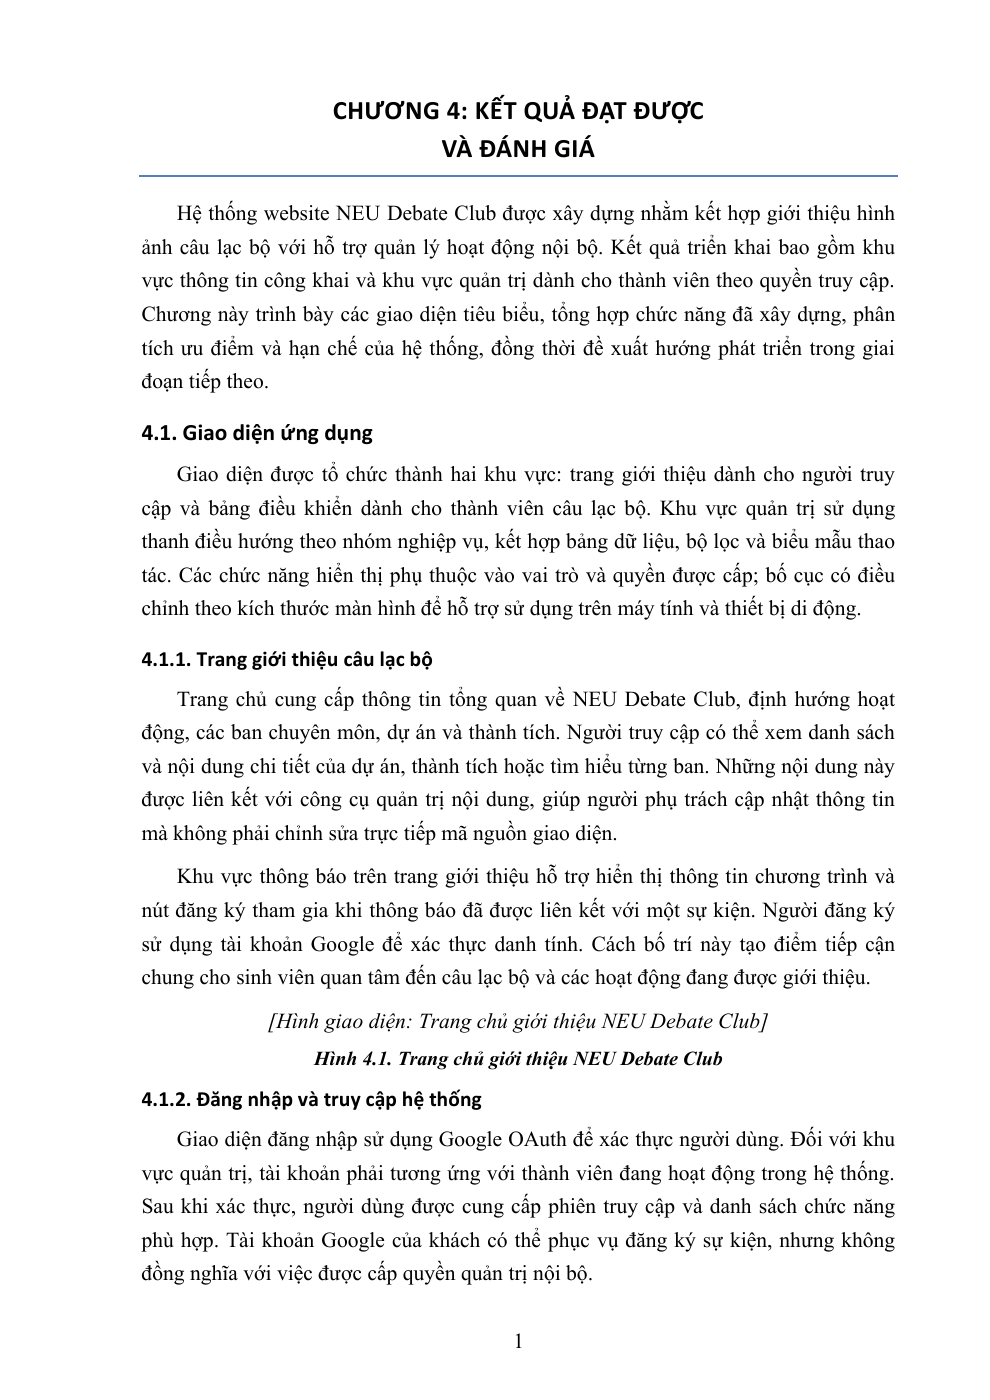 CHƯƠNG 4: KẾT QUẢ ĐẠT ĐƯỢC
VÀ ĐÁNH GIÁ
Hệ thống website NEU Debate Club được xây dựng nhằm kết hợp giới thiệu hình
ảnh câu lạc bộ với hỗ trợ quản lý hoạt động nội bộ. Kết quả triển khai bao gồm khu
vực thông tin công khai và khu vực quản trị dành cho thành viên theo quyền truy cập.
Chương này trình bày các giao diện tiêu biểu, tổng hợp chức năng đã xây dựng, phân
tích ưu điểm và hạn chế của hệ thống, đồng thời đề xuất hướng phát triển trong giai
đoạn tiếp theo.
4.1. Giao diện ứng dụng
Giao diện được tổ chức thành hai khu vực: trang giới thiệu dành cho người truy
cập và bảng điều khiển dành cho thành viên câu lạc bộ. Khu vực quản trị sử dụng
thanh điều hướng theo nhóm nghiệp vụ, kết hợp bảng dữ liệu, bộ lọc và biểu mẫu thao
tác. Các chức năng hiển thị phụ thuộc vào vai trò và quyền được cấp; bố cục có điều
chỉnh theo kích thước màn hình để hỗ trợ sử dụng trên máy tính và thiết bị di động.
4.1.1. Trang giới thiệu câu lạc bộ
Trang chủ cung cấp thông tin tổng quan về NEU Debate Club, định hướng hoạt
động, các ban chuyên môn, dự án và thành tích. Người truy cập có thể xem danh sách
và nội dung chi tiết của dự án, thành tích hoặc tìm hiểu từng ban. Những nội dung này
được liên kết với công cụ quản trị nội dung, giúp người phụ trách cập nhật thông tin
mà không phải chỉnh sửa trực tiếp mã nguồn giao diện.
Khu vực thông báo trên trang giới thiệu hỗ trợ hiển thị thông tin chương trình và
nút đăng ký tham gia khi thông báo đã được liên kết với một sự kiện. Người đăng ký
sử dụng tài khoản Google để xác thực danh tính. Cách bố trí này tạo điểm tiếp cận
chung cho sinh viên quan tâm đến câu lạc bộ và các hoạt động đang được giới thiệu.
[Hình giao diện: Trang chủ giới thiệu NEU Debate Club]
Hình 4.1. Trang chủ giới thiệu NEU Debate Club
4.1.2. Đăng nhập và truy cập hệ thống
Giao diện đăng nhập sử dụng Google OAuth để xác thực người dùng. Đối với khu
vực quản trị, tài khoản phải tương ứng với thành viên đang hoạt động trong hệ thống.
Sau khi xác thực, người dùng được cung cấp phiên truy cập và danh sách chức năng
phù hợp. Tài khoản Google của khách có thể phục vụ đăng ký sự kiện, nhưng không
đồng nghĩa với việc được cấp quyền quản trị nội bộ.
1